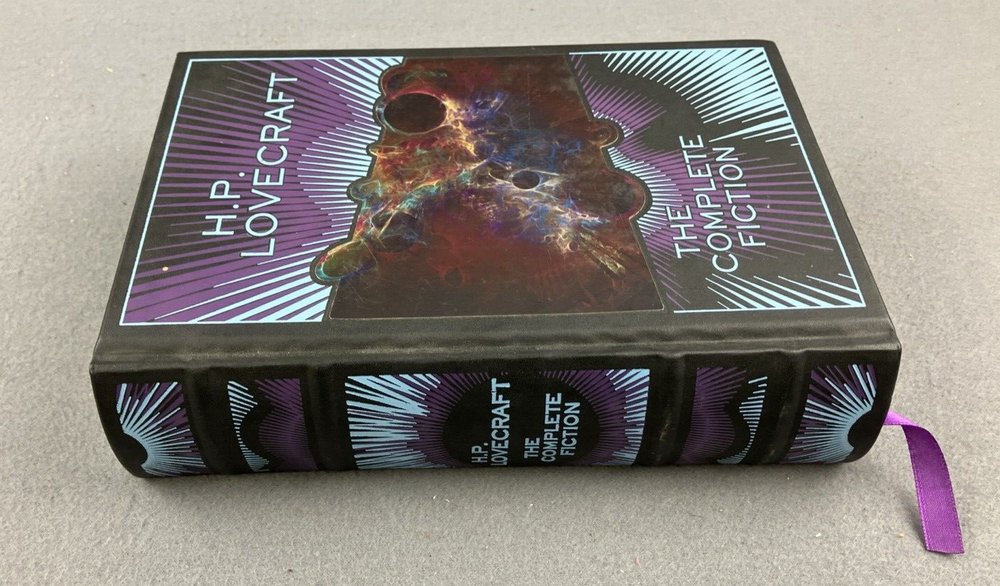 H.P.
LOVECRAFT
THE
COMPLETE
FICTION
H.P.
LOVECRAFT
THE
COMPLETE
FICTION